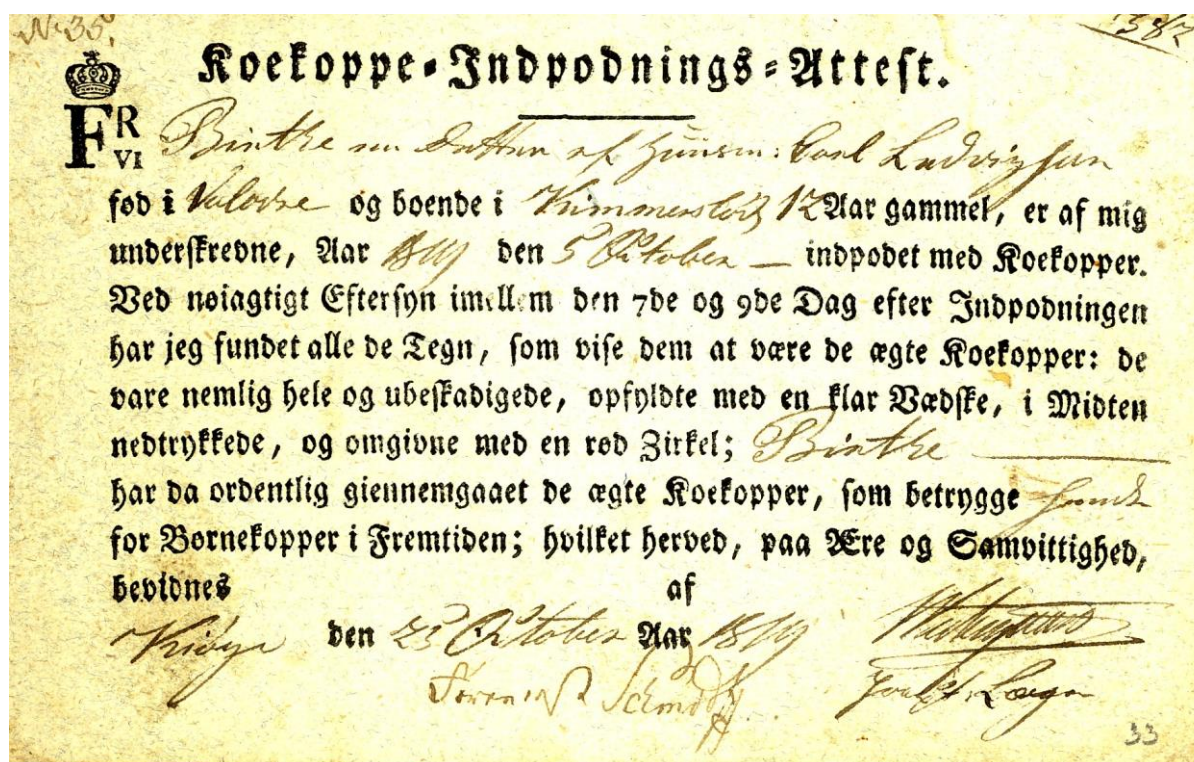 No 35.
Koekoppe-Indpodnings-Attest.
FR
VI
Birthe en Datter af Huusm: Carl Ludvigsen
fød i Valøvre og boende i Kimmerslev 12 Aar gammel, er af mig
underskrevne, Aar 1819 den 5 October — indpodet med Koekopper.
Ved nøiagtigt Eftersyn imellem den 7de og 9de Dag efter Indpodningen
har jeg fundet alle de Tegn, som vise dem at være de ægte Koekopper: de
vare nemlig hele og ubeskadigede, opfyldte med en klar Vædske, i Midten
nedtrykkede, og omgivne med en rød Zirkel; Birthe
har da ordentlig giennemgaaet de ægte Koekopper, som betrygge hende
for Børnekopper i Fremtiden; hvilket herved, paa Ære og Samvittighed,
bevidnes af
Kiøge den 25 October Aar 1819
Schmidt
33